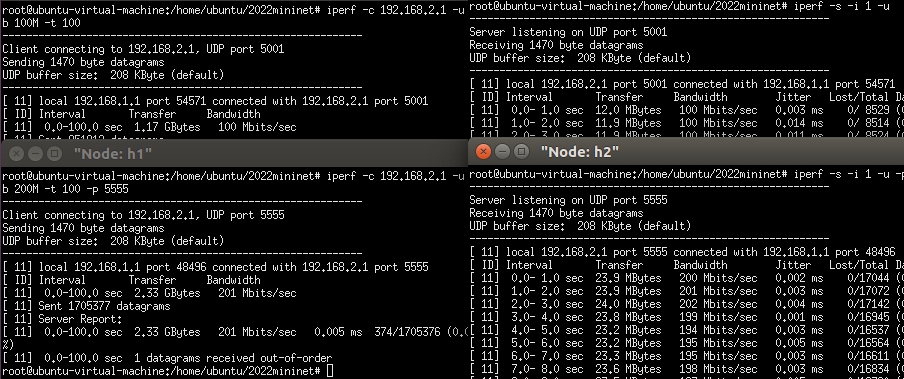 root@ubuntu-virtual-machine:/home/ubuntu/2022mininet# iperf -c 192.168.2.1 -u
b 100M -t 100
------------------------------------------------------------
Client connecting to 192.168.2.1, UDP port 5001
Sending 1470 byte datagrams
UDP buffer size:  208 KByte (default)
------------------------------------------------------------
[ 11] local 192.168.1.1 port 54571 connected with 192.168.2.1 port 5001
[ ID] Interval       Transfer     Bandwidth
[ 11]  0.0-100.0 sec  1.17 GBytes   100 Mbits/sec
root@ubuntu-virtual-machine:/home/ubuntu/2022mininet# iperf -s -i 1 -u
------------------------------------------------------------
Server listening on UDP port 5001
Receiving 1470 byte datagrams
UDP buffer size:  208 KByte (default)
------------------------------------------------------------
[ 11] local 192.168.2.1 port 5001 connected with 192.168.1.1 port 54571
[ ID] Interval       Transfer     Bandwidth        Jitter   Lost/Total Da
[ 11]  0.0- 1.0 sec  12.0 MBytes   100 Mbits/sec   0.003 ms    0/ 8529 (0
[ 11]  1.0- 2.0 sec  11.9 MBytes   100 Mbits/sec   0.014 ms    0/ 8514 (0
[ 11]  2.0- 3.0 sec  11.9 MBytes   100 Mbits/sec   0.011 ms    0/ 8524 (0
"Node: h1"
root@ubuntu-virtual-machine:/home/ubuntu/2022mininet# iperf -c 192.168.2.1 -u
b 200M -t 100 -p 5555
------------------------------------------------------------
Client connecting to 192.168.2.1, UDP port 5555
Sending 1470 byte datagrams
UDP buffer size:  208 KByte (default)
------------------------------------------------------------
[ 11] local 192.168.1.1 port 48496 connected with 192.168.2.1 port 5555
[ ID] Interval       Transfer     Bandwidth
[ 11]  0.0-100.0 sec  2.33 GBytes   201 Mbits/sec
[ 11] Sent 1705377 datagrams
[ 11] Server Report:
[ 11]  0.0-100.0 sec  2.33 GBytes   201 Mbits/sec   0.005 ms  374/1705376 (0.0
%)
[ 11]  0.0-100.0 sec  1 datagrams received out-of-order
root@ubuntu-virtual-machine:/home/ubuntu/2022mininet#
"Node: h2"
root@ubuntu-virtual-machine:/home/ubuntu/2022mininet# iperf -s -i 1 -u -p
------------------------------------------------------------
Server listening on UDP port 5555
Receiving 1470 byte datagrams
UDP buffer size:  208 KByte (default)
------------------------------------------------------------
[ 11] local 192.168.2.1 port 5555 connected with 192.168.1.1 port 48496
[ ID] Interval       Transfer     Bandwidth        Jitter   Lost/Total Da
[ 11]  0.0- 1.0 sec  23.9 MBytes   200 Mbits/sec   0.002 ms    0/17044 (0
[ 11]  1.0- 2.0 sec  23.9 MBytes   201 Mbits/sec   0.003 ms    0/17072 (0
[ 11]  2.0- 3.0 sec  24.0 MBytes   202 Mbits/sec   0.004 ms    0/17142 (0
[ 11]  3.0- 4.0 sec  23.8 MBytes   199 Mbits/sec   0.001 ms    0/16945 (0
[ 11]  4.0- 5.0 sec  23.2 MBytes   194 Mbits/sec   0.003 ms    0/16537 (0
[ 11]  5.0- 6.0 sec  23.2 MBytes   195 Mbits/sec   0.005 ms    0/16564 (0
[ 11]  6.0- 7.0 sec  23.3 MBytes   195 Mbits/sec   0.003 ms    0/16611 (0
[ 11]  7.0- 8.0 sec  23.6 MBytes   198 Mbits/sec   0.003 ms    0/16834 (0